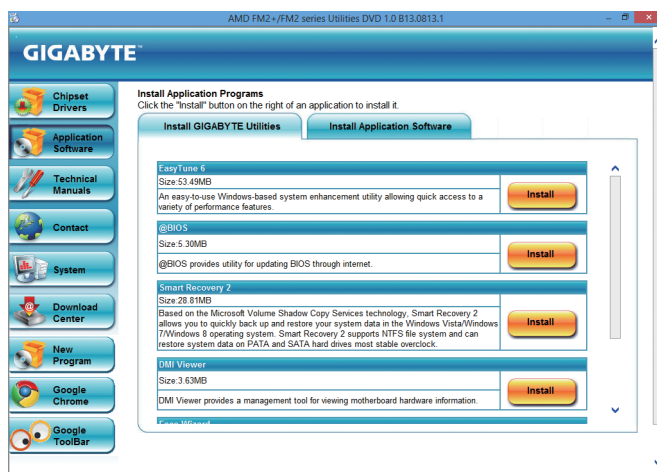 AMD FM2+/FM2 series Utilities DVD 1.0 B13.0813.1
GIGABYTE™
Chipset
Drivers
Application
Software
Technical
Manuals
Contact
System
Download
Center
New
Program
Google
Chrome
Google
ToolBar
Install Application Programs
Click the "Install" button on the right of an application to install it.
Install GIGABYTE Utilities
Install Application Software
EasyTune 6
Size:53.49MB
An easy-to-use Windows-based system enhancement utility allowing quick access to a
variety of performance features.
Install
@BIOS
Size:5.30MB
@BIOS provides utility for updating BIOS through internet.
Install
Smart Recovery 2
Size:28.81MB
Based on the Microsoft Volume Shadow Copy Services technology, Smart Recovery 2
allows you to quickly back up and restore your system data in the Windows Vista/Windows
7/Windows 8 operating system. Smart Recovery 2 supports NTFS file system and can
restore system data on PATA and SATA hard drives most stable overclock.
Install
DMI Viewer
Size:3.63MB
DMI Viewer provides a management tool for viewing motherboard hardware information.
Install